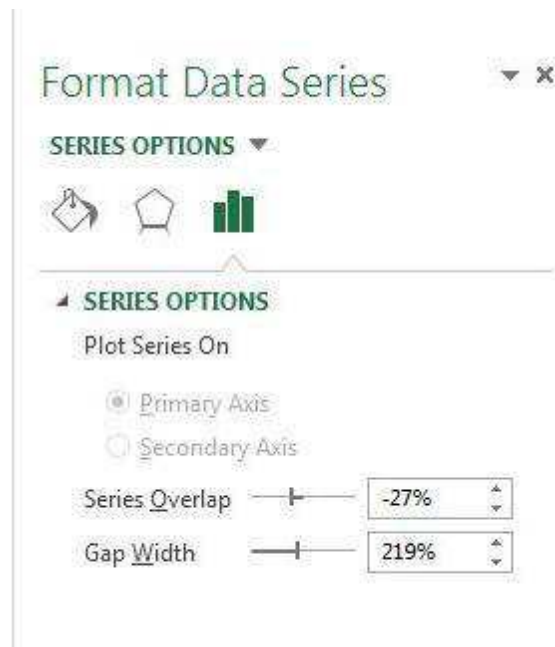 Format Data Series
SERIES OPTIONS
SERIES OPTIONS
Plot Series On
Primary Axis
Secondary Axis
Series Overlap -27%
Gap Width 219%